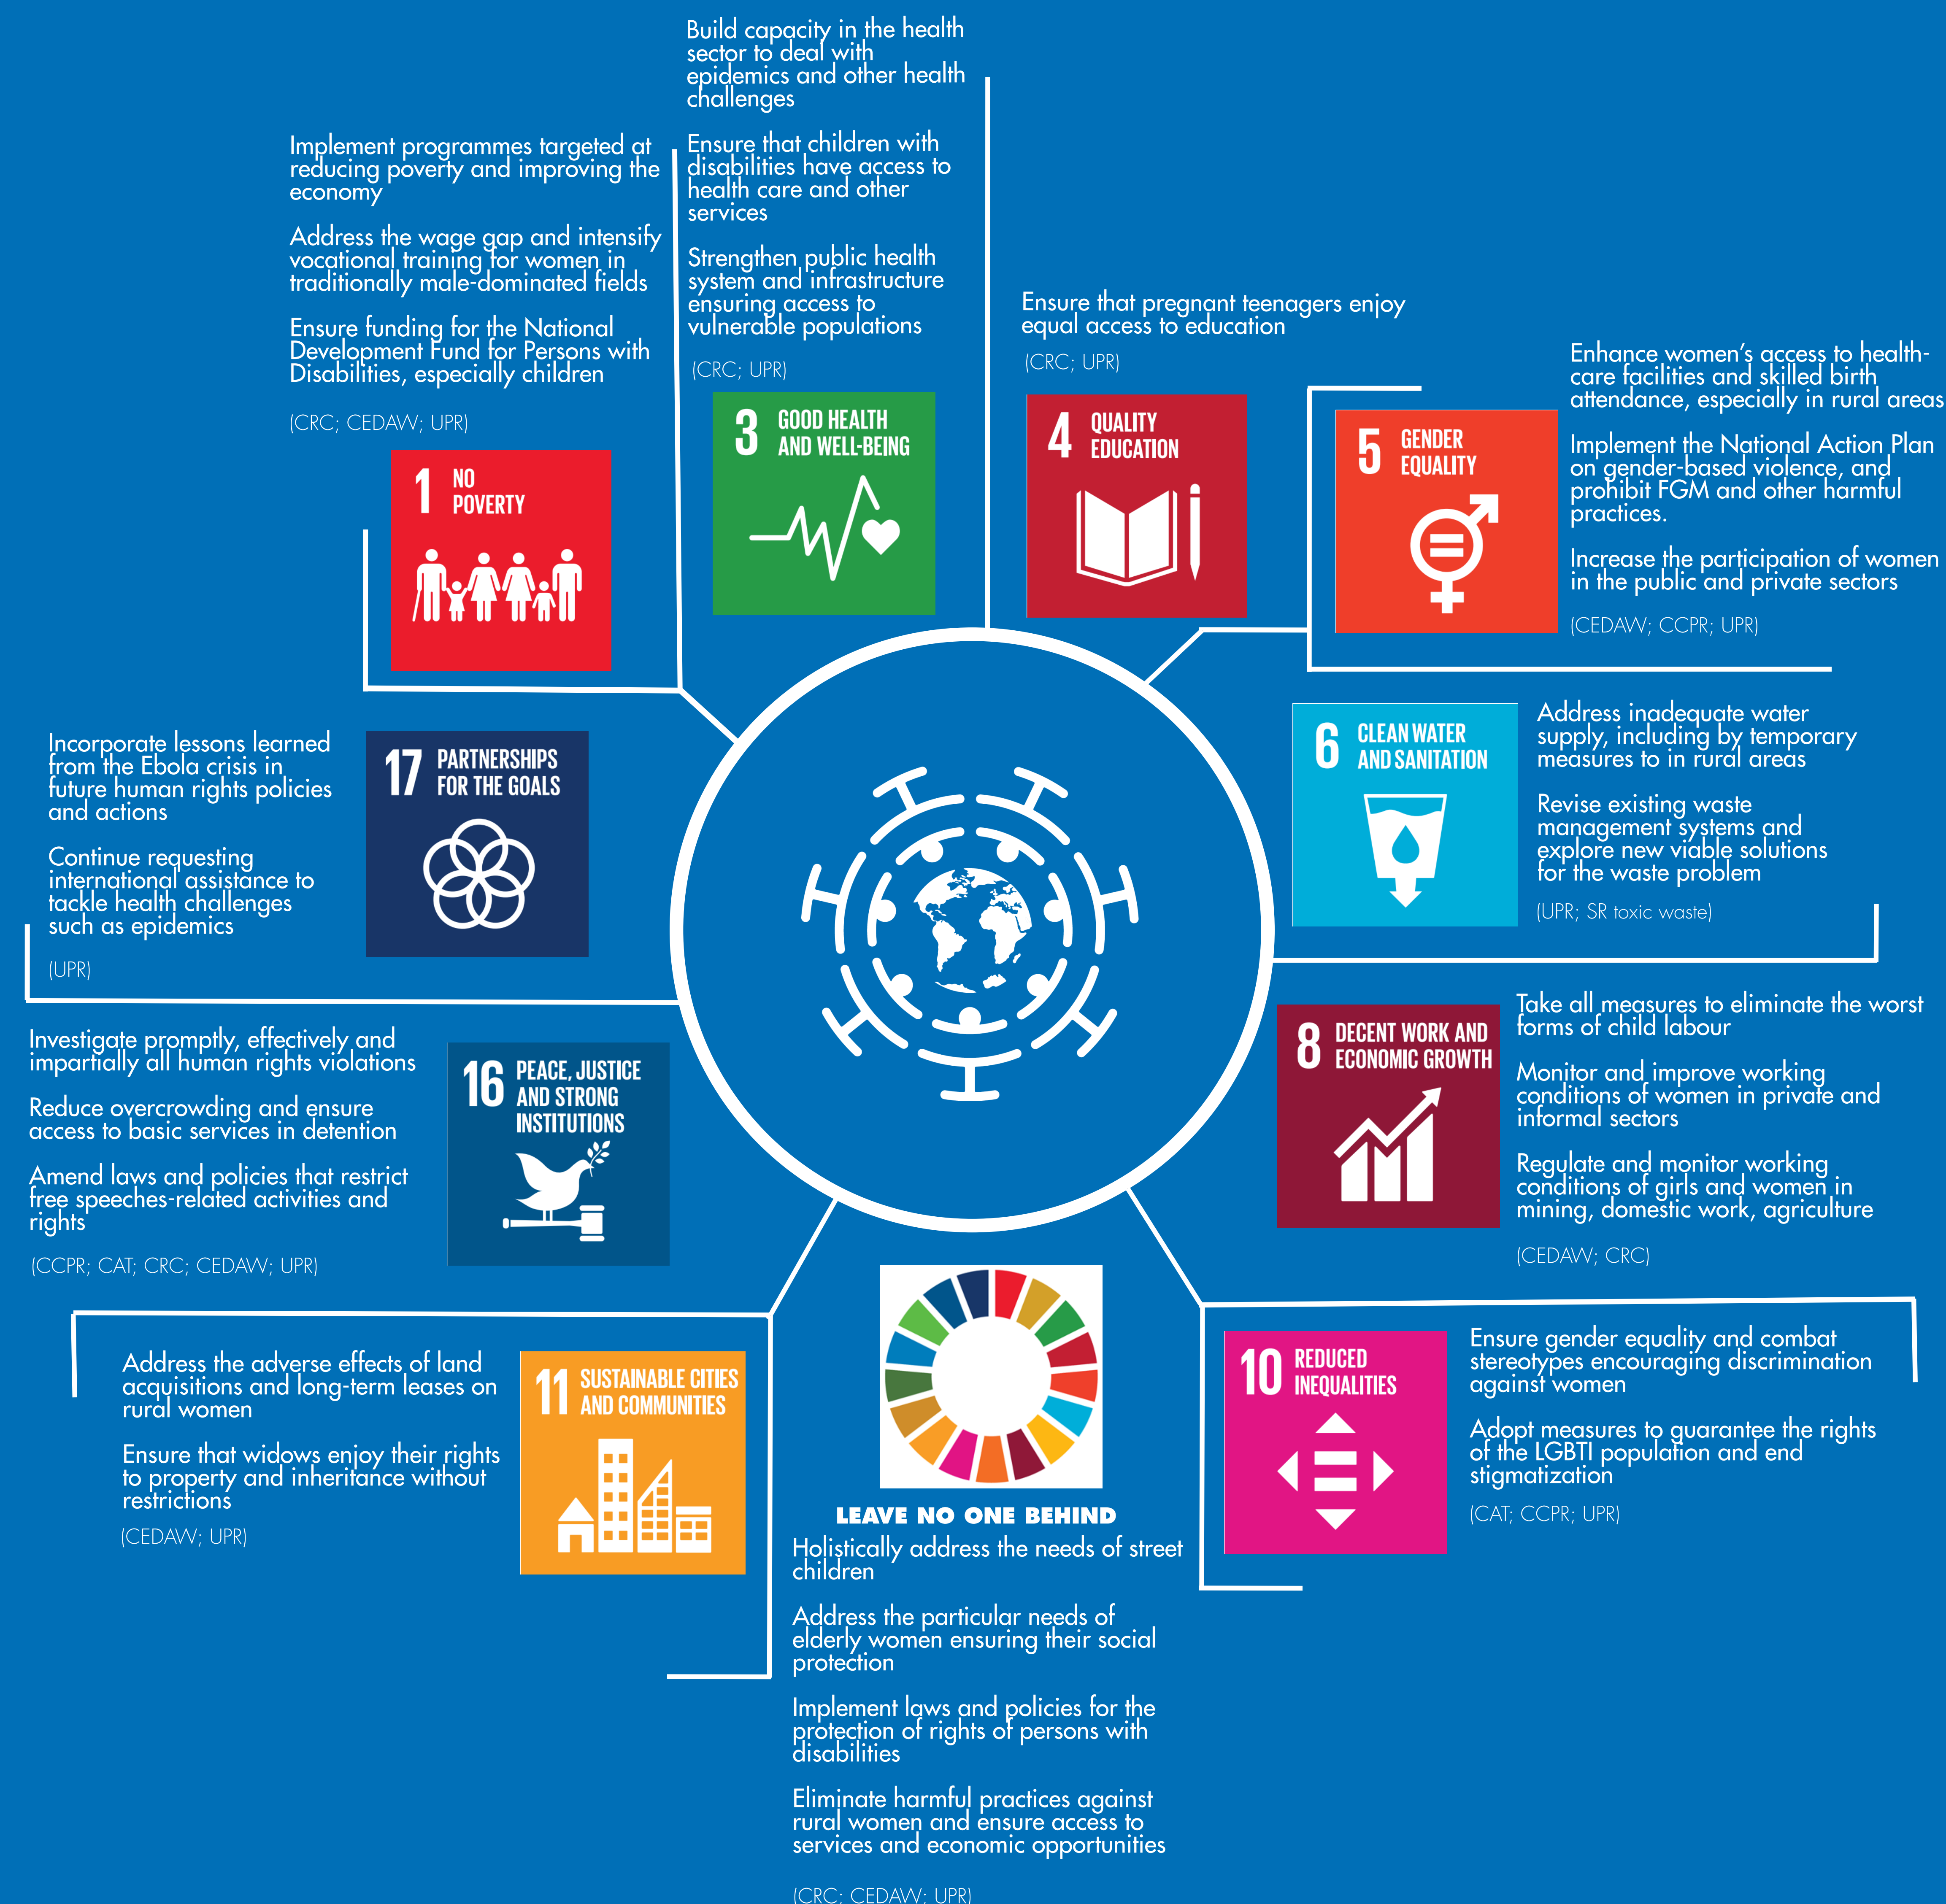 Build capacity in the health
sector to deal with
epidemics and other health
challenges
Ensure that children with
disabilities have access to
health care and other
services
Strengthen public health
system and infrastructure
ensuring access to
vulnerable populations
(CRC; UPR)
3 GOOD HEALTH
AND WELL-BEING
Implement programmes targeted at
reducing poverty and improving the
economy
Address the wage gap and intensify
vocational training for women in
traditionally male-dominated fields
Ensure funding for the National
Development Fund for Persons with
Disabilities, especially children
(CRC; CEDAW; UPR)
1 NO
POVERTY
Ensure that pregnant teenagers enjoy
equal access to education
(CRC; UPR)
4 QUALITY
EDUCATION
Enhance women's access to health-
care facilities and skilled birth
attendance, especially in rural areas
Implement the National Action Plan
on gender-based violence, and
prohibit FGM and other harmful
practices.
Increase the participation of women
in the public and private sectors
(CEDAW; CCPR; UPR)
5 GENDER
EQUALITY
Incorporate lessons learned
from the Ebola crisis in
future human rights policies
and actions
Continue requesting
international assistance to
tackle health challenges
such as epidemics
(UPR)
17 PARTNERSHIPS
FOR THE GOALS
6 CLEAN WATER
AND SANITATION
Address inadequate water
supply, including by temporary
measures to in rural areas
Revise existing waste
management systems and
explore new viable solutions
for the waste problem
(UPR; SR toxic waste)
Investigate promptly, effectively and
impartially all human rights violations
Reduce overcrowding and ensure
access to basic services in detention
Amend laws and policies that restrict
free speeches-related activities and
rights
(CCPR; CAT; CRC; CEDAW; UPR)
16 PEACE, JUSTICE
AND STRONG
INSTITUTIONS
8 DECENT WORK AND
ECONOMIC GROWTH
Take all measures to eliminate the worst
forms of child labour
Monitor and improve working
conditions of women in private and
informal sectors
Regulate and monitor working
conditions of girls and women in
mining, domestic work, agriculture
(CEDAW; CRC)
Address the adverse effects of land
acquisitions and long-term leases on
rural women
Ensure that widows enjoy their rights
to property and inheritance without
restrictions
(CEDAW; UPR)
11 SUSTAINABLE CITIES
AND COMMUNITIES
10 REDUCED
INEQUALITIES
Ensure gender equality and combat
stereotypes encouraging discrimination
against women
Adopt measures to guarantee the rights
of the LGBTI population and end
stigmatization
(CAT; CCPR; UPR)
LEAVE NO ONE BEHIND
Holistically address the needs of street
children
Address the particular needs of
elderly women ensuring their social
protection
Implement laws and policies for the
protection of rights of persons with
disabilities
Eliminate harmful practices against
rural women and ensure access to
services and economic opportunities
(CRC; CEDAW; UPR)